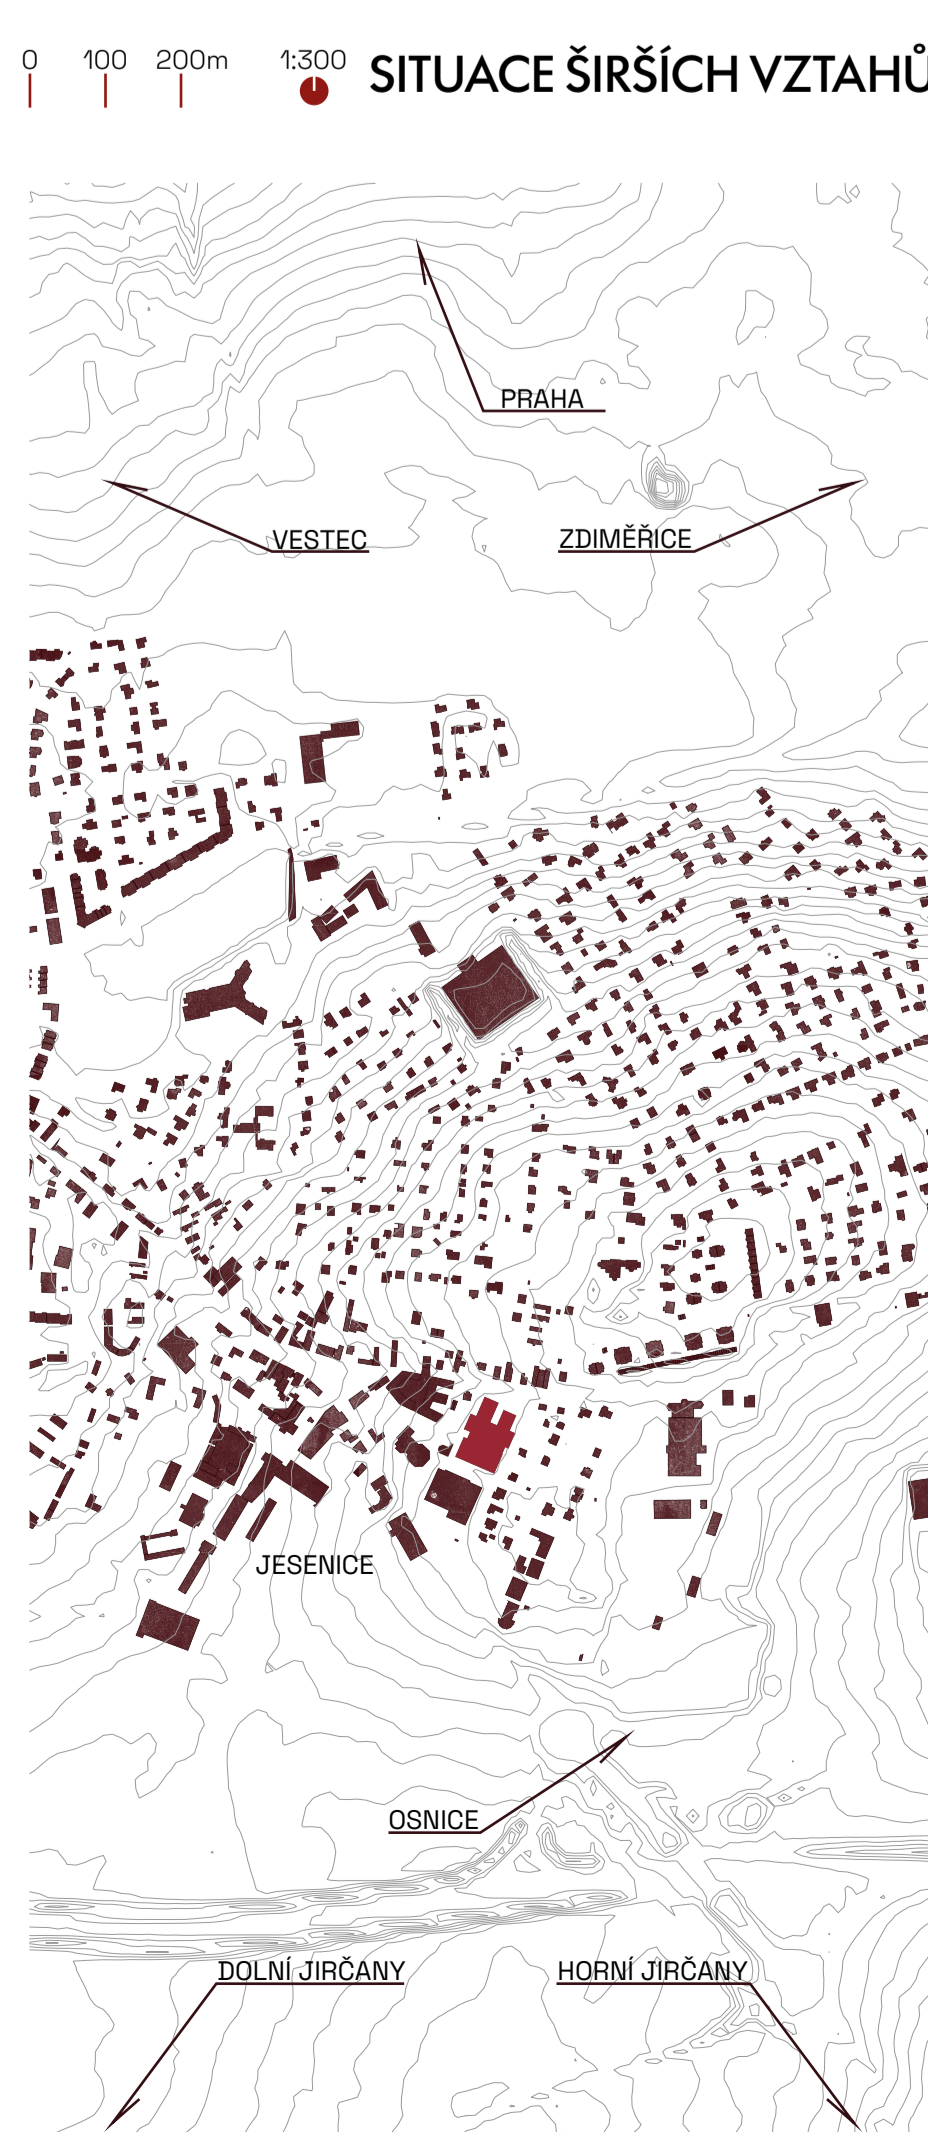 0 100 200m 1:300 SITUACE ŠIRŠÍCH VZTAHŮ
PRAHA
VESTEC ZDIMĚŘICE
JESENICE
OSNICE
DOLNÍ JIRČANY HORNÍ JIRČANY